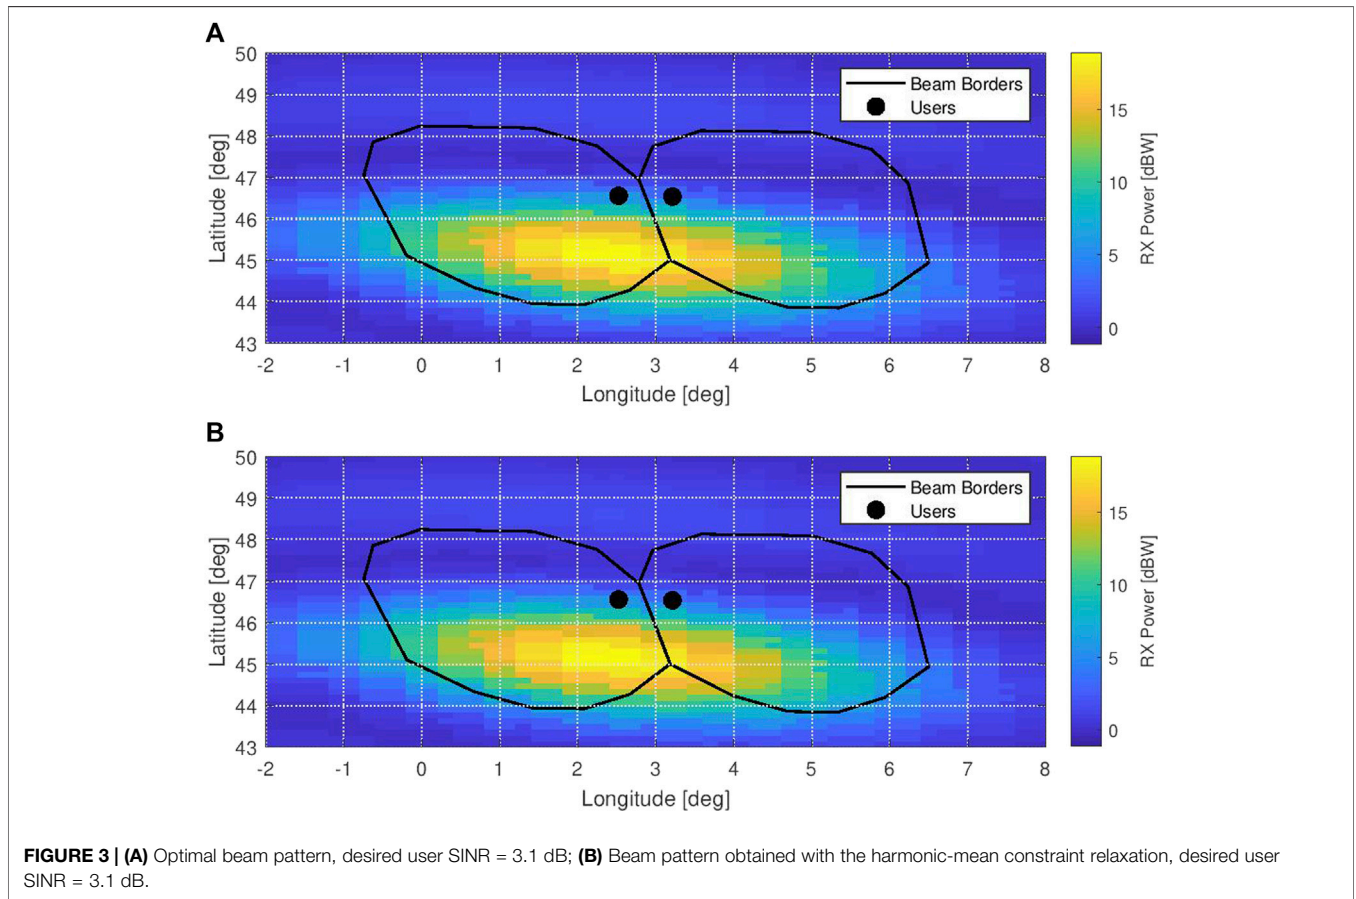 A
50
49
48
47
46
45
44
43
Latitude [deg]
-2 -1 0 1 2 3 4 5 6 7 8
Longitude [deg]
Beam Borders
Users
15
10
5
0
RX Power [dBW]
B
50
49
48
47
46
45
44
43
Latitude [deg]
-2 -1 0 1 2 3 4 5 6 7 8
Longitude [deg]
Beam Borders
Users
15
10
5
0
RX Power [dBW]
FIGURE 3 | (A) Optimal beam pattern, desired user SINR = 3.1 dB; (B) Beam pattern obtained with the harmonic-mean constraint relaxation, desired user
SINR = 3.1 dB.